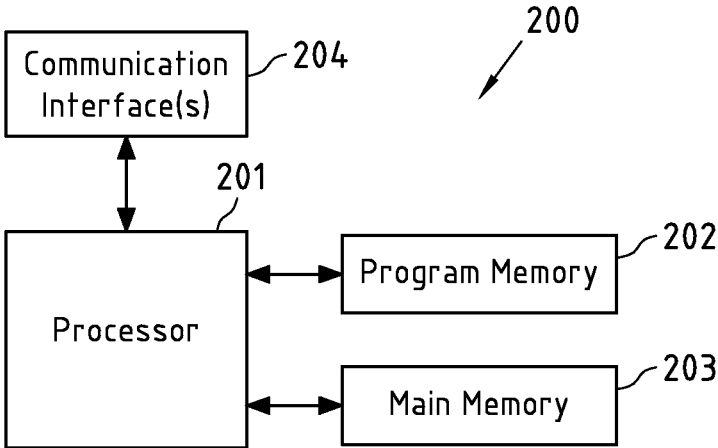 200
Communication
Interface(s)
204
201
Processor
Program Memory
202
Main Memory
203